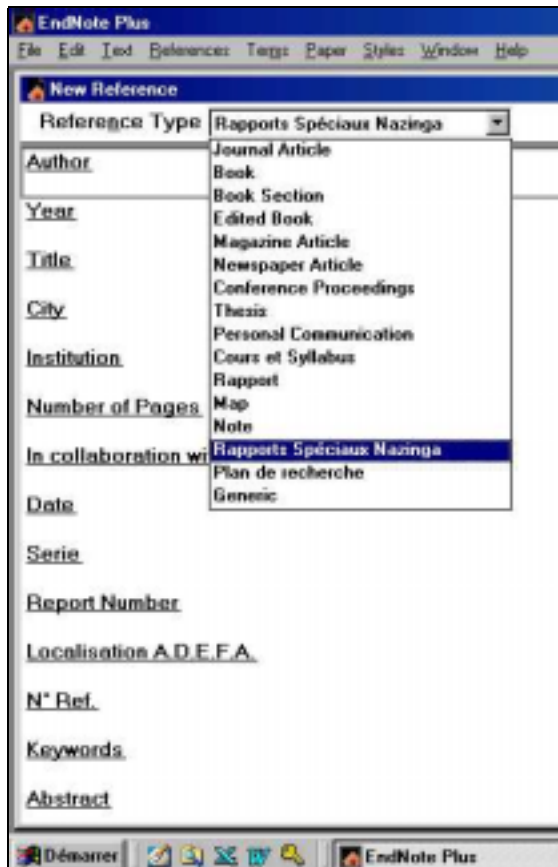 EndNote Plus
File Edit Text References Terms Paper Styles Window Help
New Reference
Reference Type Rapports Spéciaux Nazinga
Journal Article
Book
Book Section
Edited Book
Magazine Article
Newspaper Article
Conference Proceedings
Thesis
Personal Communication
Cours et Syllabus
Rapport
Map
Note
Rapports Spéciaux Nazinga
Plan de recherche
Generic
Author
Year
Title
City
Institution
Number of Pages
In collaboration wi
Date
Serie
Report Number
Localisation A.D.E.F.A.
N° Ref.
Keywords
Abstract
Démarrer EndNote Plus